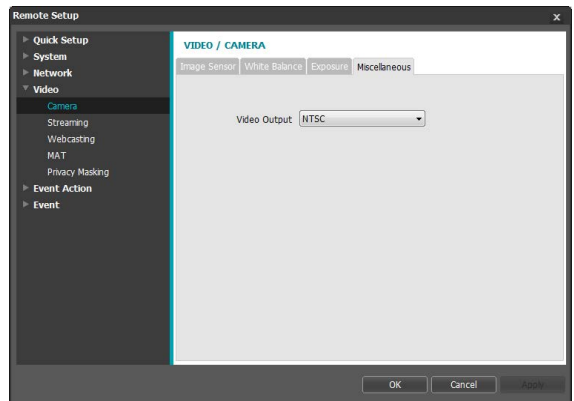 Remote Setup x
Quick Setup
System
Network
Video
Camera
Streaming
Webcasting
MAT
Privacy Masking
Event Action
Event
VIDEO / CAMERA
Image Sensor White Balance Exposure Miscellaneous
Video Output NTSC
OK Cancel Apply